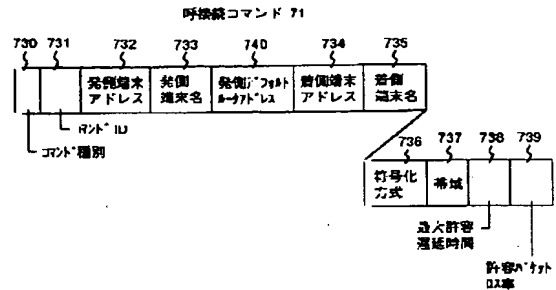 呼接続コマンド 71
730 731 732 733 740 734 735
発側端末 発側 発側デフォルト 着側端末 着側
アドレス 端末名 ルータアドレス アドレス 端末名
コマンドID
コマンド種別
736 737 738 739
符号化 帯域
方式
最大許容
遅延時間
許容パケット
ロス率